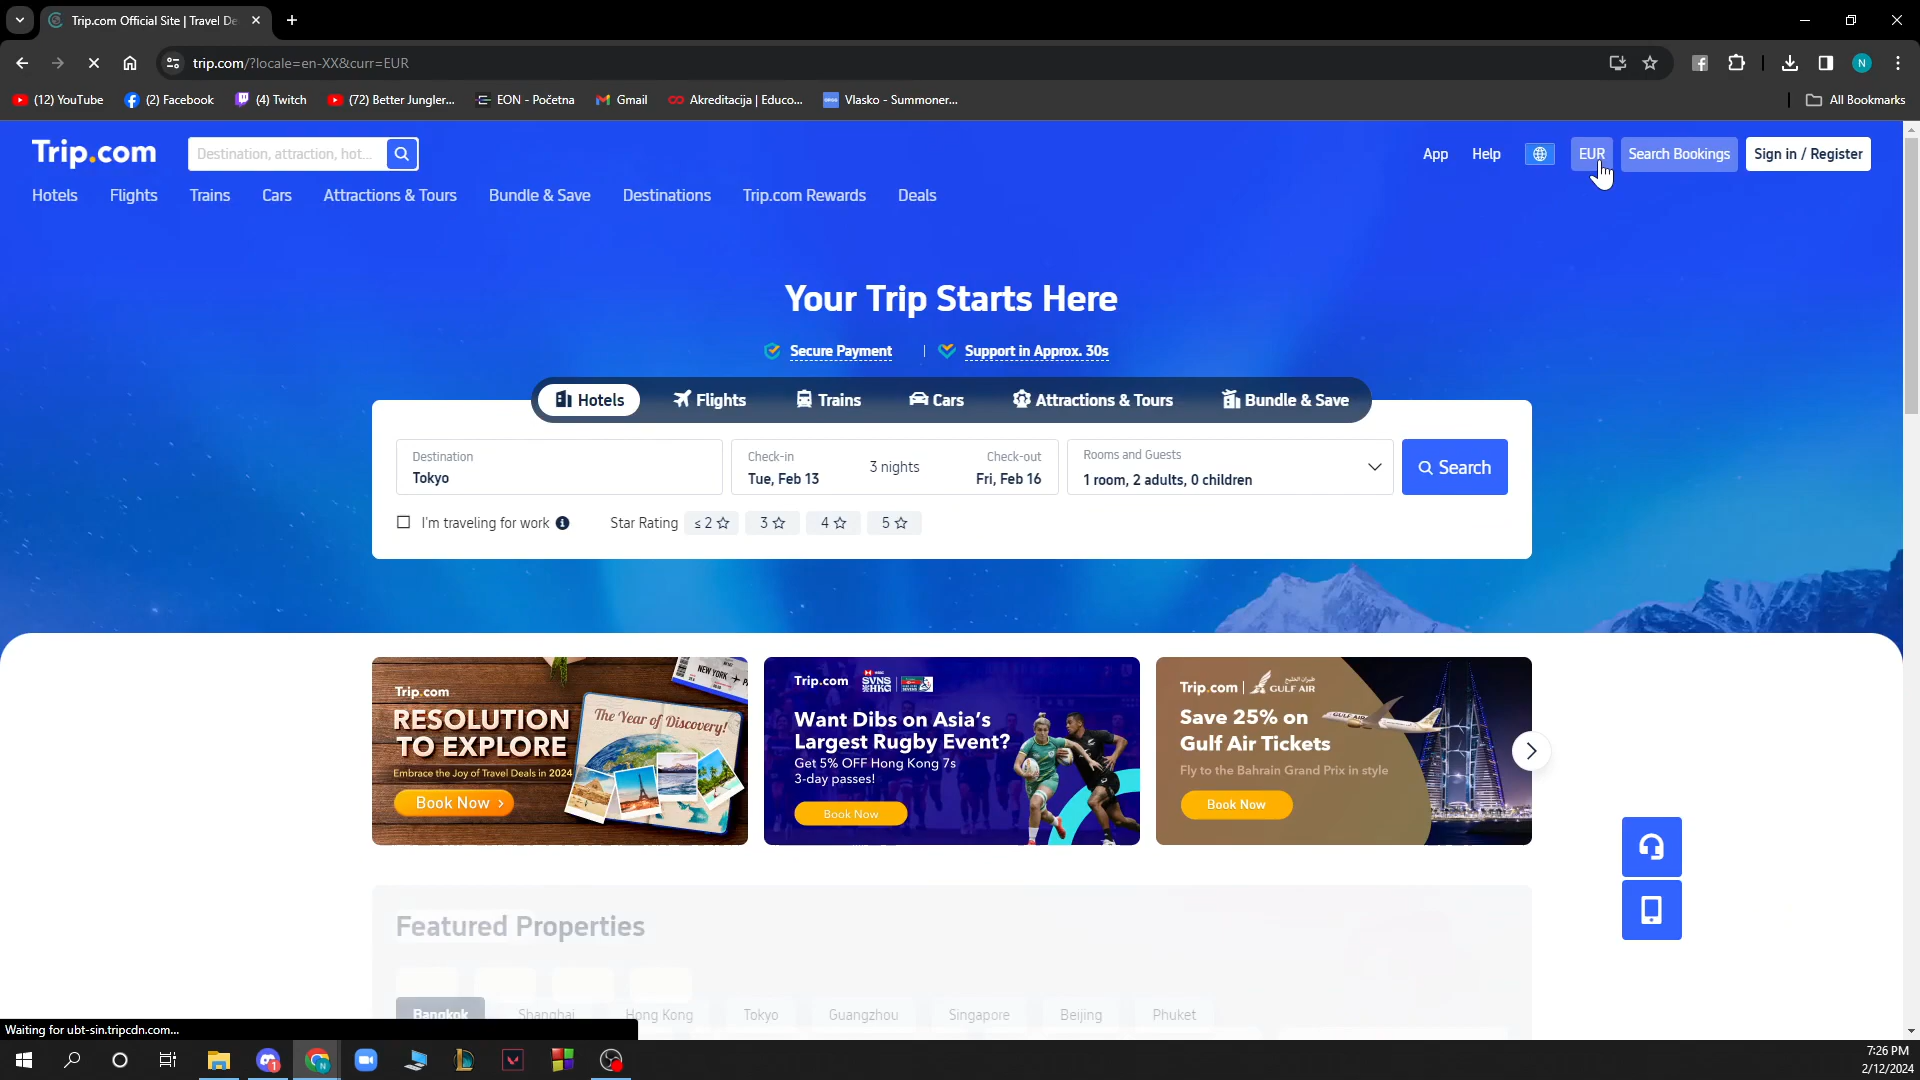 Trip.com Official Site | Travel De
trip.com/?locale=en-XX&curr=EUR
N
(12) YouTube
(2) Facebook
(4) Twitch
(72) Better Jungler...
EON - Početna
Gmail
Akreditacija | Educo...
Vlasko - Summoner...
All Bookmarks
Trip.com
Destination, attraction, hot...
App
Help
EUR
Search Bookings
Sign in / Register
Hotels
Flights
Trains
Cars
Attractions & Tours
Bundle & Save
Destinations
Trip.com Rewards
Deals
Your Trip Starts Here
Secure Payment
Support in Approx. 30s
Hotels
Flights
Trains
Cars
Attractions & Tours
Bundle & Save
Destination
Tokyo
Check-in
Tue, Feb 13
3 nights
Check-out
Fri, Feb 16
Rooms and Guests
1 room, 2 adults, 0 children
Search
I'm traveling for work
Star Rating
≤ 2
3
4
5
Trip.com
RESOLUTION
TO EXPLORE
Embrace the Joy of Travel Deals in 2024
Book Now
NEW YORK
The Year of Discovery!
Trip.com
SVNS
HKG
Want Dibs on Asia's
Largest Rugby Event?
Get 5% OFF Hong Kong 7s
3-day passes!
Book Now
Trip.com
طيران الخليج
GULF AIR
Save 25% on
Gulf Air Tickets
Fly to the Bahrain Grand Prix in style
Book Now
GULF AIR
Featured Properties
Bangkok
Shanghai
Hong Kong
Tokyo
Guangzhou
Singapore
Beijing
Phuket
Waiting for ubt-sin.tripcdn.com...
7:26 PM
2/12/2024